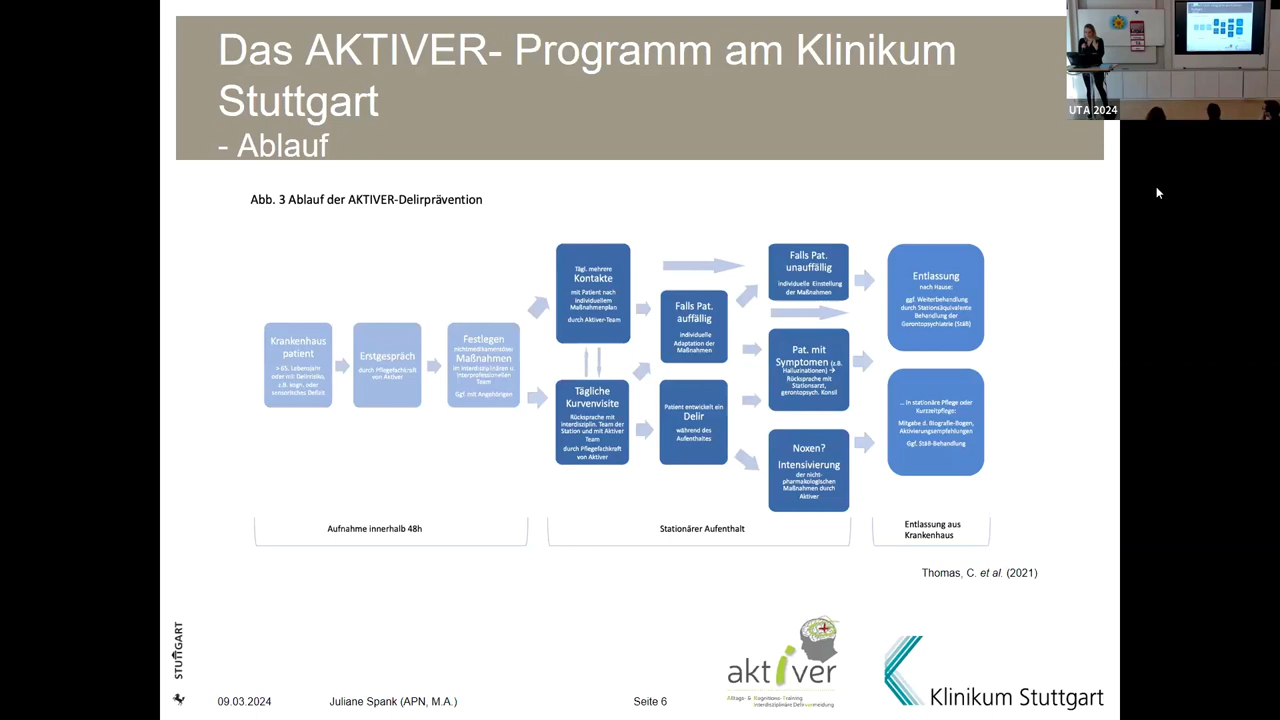 Das AKTIVER- Programm am Klinikum
Stuttgart
- Ablauf
UTA 2024
Abb. 3 Ablauf der AKTIVER-Delirprävention
Krankenhaus
patient
> 65. Lebensjahr
oder mit Delirrisiko,
z.B. kogn. oder
sensorisches Defizit
Erstgespräch
durch Pflegefachkraft
von Aktiver
Festlegen
nichtmedikamentöser
Maßnahmen
im interdisziplinären u.
interprofessionellen
Team
Ggf. mit Angehörigen
Tägl. mehrere
Kontakte
mit Patient nach
individuellem
Maßnahmenplan
durch Aktiver-Team
Tägliche
Kurvenvisite
Rücksprache mit
interdisziplin. Team der
Station und mit Aktiver
Team
durch Pflegefachkraft
von Aktiver
Falls Pat.
auffällig
individuelle
Adaptation der
Maßnahmen
Patient entwickelt ein
Delir
während des
Aufenthaltes
Falls Pat.
unauffällig
individuelle Einstellung
der Maßnahmen
Pat. mit
Symptomen (z.B.
Halluzinationen) →
Rücksprache mit
Stationsarzt,
gerontopsych. Konsil
Noxen?
Intensivierung
der nicht-
pharmakologischen
Maßnahmen durch
Aktiver
Entlassung
nach Hause:
ggf. Weiterbehandlung
durch Stationsäquivalente
Behandlung der
Gerontopsychiatrie (StäB)
... in stationäre Pflege oder
Kurzzeitpflege:
Mitgabe d. Biografie-Bogen,
Aktivierungsempfehlungen
Ggf. StäB-Behandlung
Aufnahme innerhalb 48h
Stationärer Aufenthalt
Entlassung aus
Krankenhaus
Thomas, C. et al. (2021)
STUTTGART
09.03.2024
Juliane Spank (APN, M.A.)
Seite 6
aktiver
Alltags- & Kognitions-Training
Interdisziplinäre Delirvermeidung
Klinikum Stuttgart